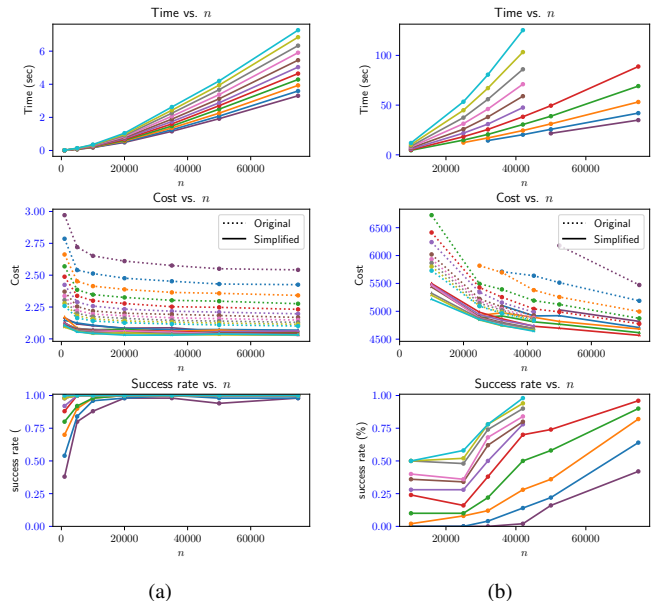 Time vs. n
Time (sec)
6
4
2
0
0
20000
40000
60000
n
Time vs. n
Time (sec)
100
50
0
20000
40000
60000
n
Cost vs. n
Cost
3.00
2.75
2.50
2.25
2.00
Original
Simplified
0
20000
40000
60000
n
Cost vs. n
Cost
6500
6000
5500
5000
4500
Original
Simplified
20000
40000
60000
n
Success rate vs. n
success rate (
1.00
0.75
0.50
0.25
0.00
0
20000
40000
60000
n
Success rate vs. n
success rate (%)
1.00
0.75
0.50
0.25
0.00
20000
40000
60000
n
(a)
(b)